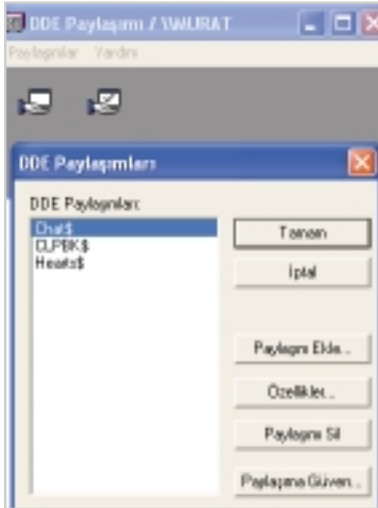 DDE Paylaşımı / \\MURAT
Paylaşımlar Yardım
DDE Paylaşımları
DDE Paylaşımları:
Chat$
CLPBK$
Hearts$
Tamam
İptal
Paylaşım Ekle...
Özellikler...
Paylaşımı Sil
Paylaşıma Güven...